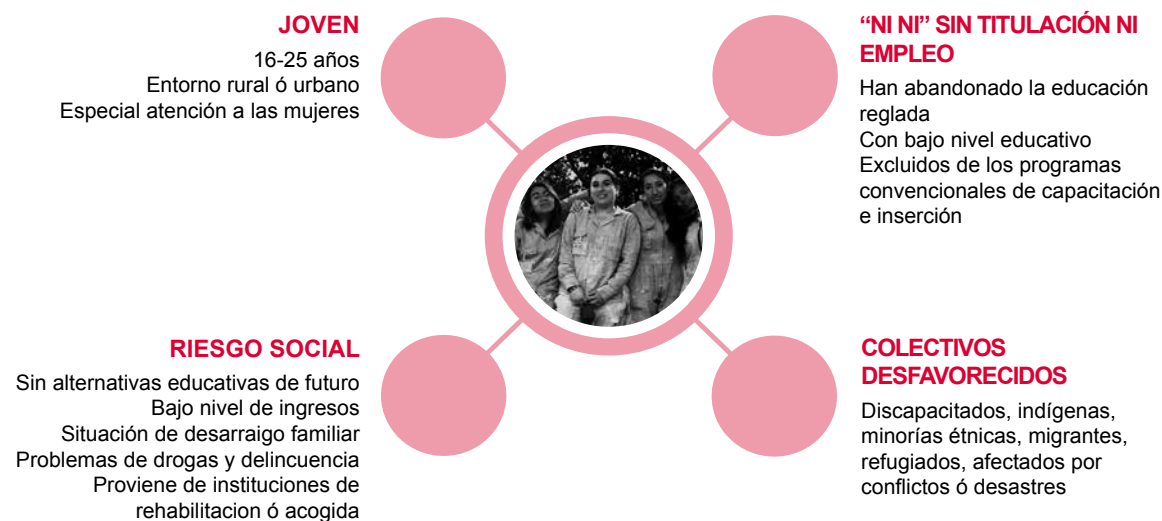 JOVEN
16-25 años
Entorno rural ó urbano
Especial atención a las mujeres
“NI NI” SIN TITULACIÓN NI
EMPLEO
Han abandonado la educación
reglada
Con bajo nivel educativo
Excluidos de los programas
convencionales de capacitación
e inserción
RIESGO SOCIAL
Sin alternativas educativas de futuro
Bajo nivel de ingresos
Situación de desarraigo familiar
Problemas de drogas y delincuencia
Proviene de instituciones de
rehabilitacion ó acogida
COLECTIVOS
DESFAVORECIDOS
Discapacitados, indígenas,
minorías étnicas, migrantes,
refugiados, afectados por
conflictos ó desastres